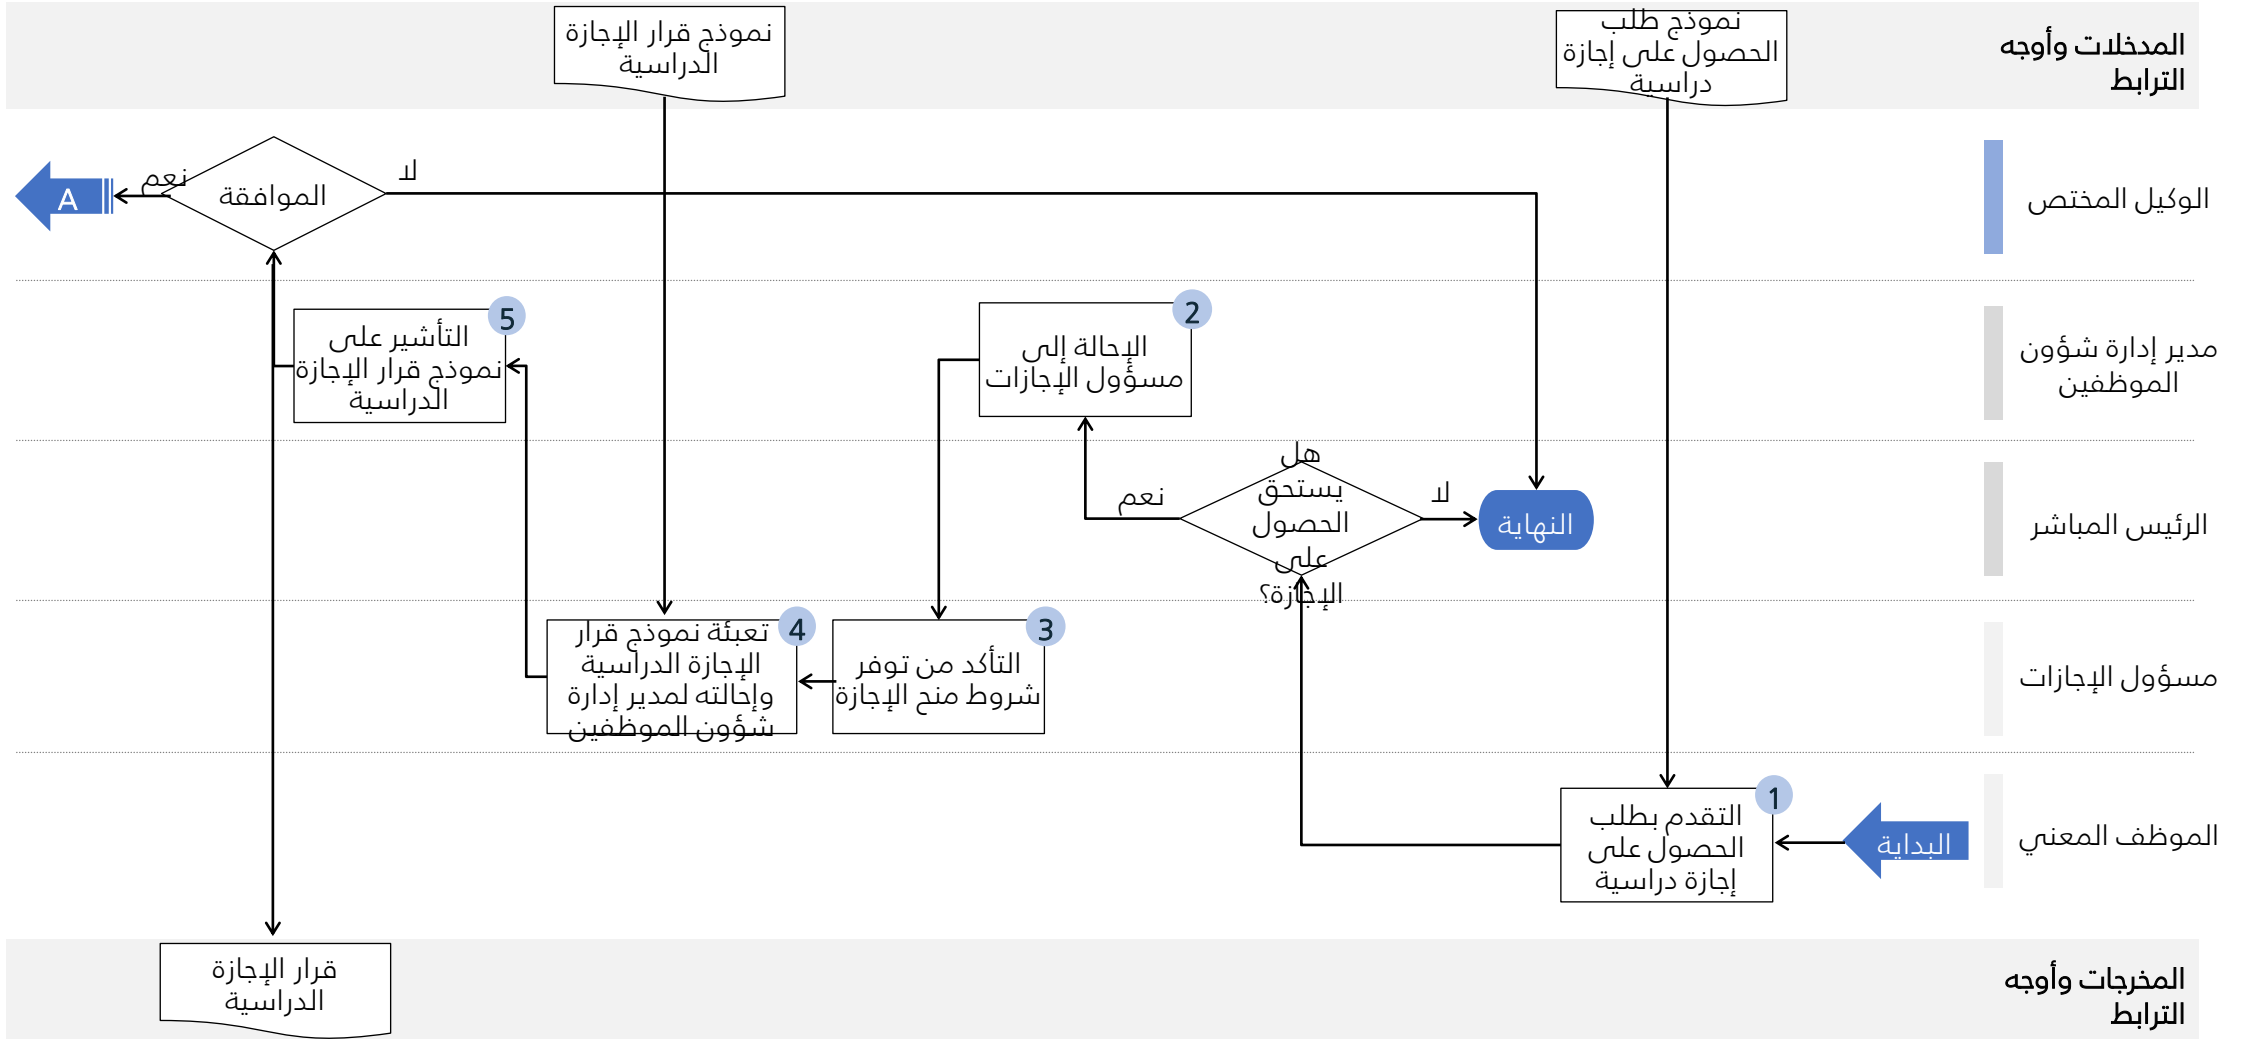 المدخلات وأوجه
الترابط
نموذج طلب
الحصول على إجازة
دراسية
نموذج قرار الإجازة
الدراسية
الوكيل المختص
لا
الموافقة
نعم
A
مدير إدارة شؤون
الموظفين
2
الإحالة إلى
مسؤول الإجازات
5
التأشير على
نموذج قرار الإجازة
الدراسية
الرئيس المباشر
النهاية
لا
هل
يستحق
الحصول
على
الإجازة؟
نعم
مسؤول الإجازات
3
التأكد من توفر
شروط منح الإجازة
4
تعبئة نموذج قرار
الإجازة الدراسية
وإحالته لمدير إدارة
شؤون الموظفين
الموظف المعني
البداية
1
التقدم بطلب
الحصول على
إجازة دراسية
المخرجات وأوجه
الترابط
قرار الإجازة
الدراسية